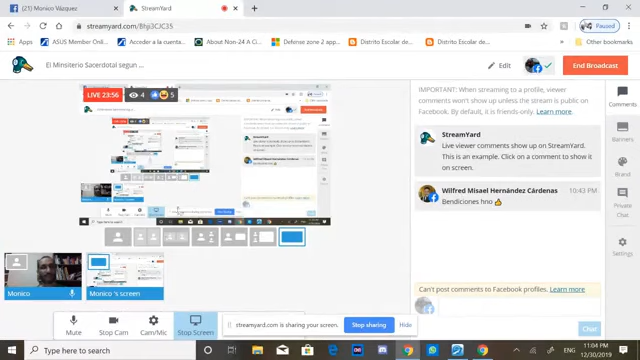 (21) Monico Vázquez
StreamYard
streamyard.com/Bhji3CJC35
Paused
ASUS Member Onli...
Acceder a la cuenta
About Non-24 A Ci...
Defense zone 2 app...
Distrito Escolar de...
Distrito Escolar de...
Other bookmarks
El Minsiterio Sacerdotal segun ...
Edit
End Broadcast
LIVE 23:56
4
5
IMPORTANT: When streaming to a profile, viewer
comments won't show up unless the stream is public on
Facebook. By default, it is friends-only. Learn more
StreamYard
Live viewer comments show up on StreamYard.
This is an example. Click on a comment to show it
on screen.
Wilfred Misael Hernández Cárdenas 10:43 PM
Bendiciones hno
Comments
Banners
Brand
Private
Chat
Settings
Monico
Monico 's screen
Can't post comments to Facebook profiles. Learn more
Chat
Mute
Stop Cam
Cam/Mic
Stop Screen
streamyard.com is sharing your screen.
Stop sharing
Hide
Type here to search
ENG
11:04 PM
12/30/2019